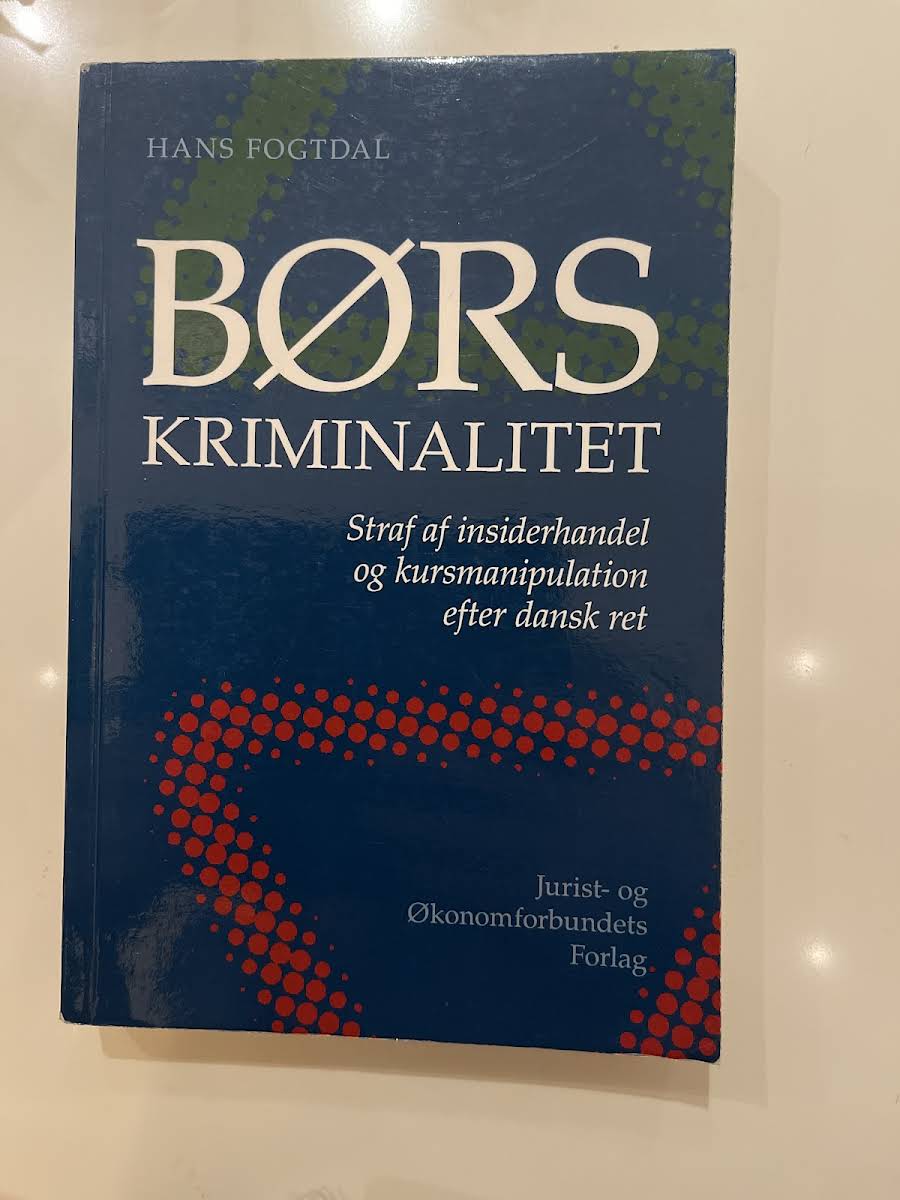 HANS FOGTDAL
BØRS
KRIMINALITET
Straf af insiderhandel
og kursmanipulation
efter dansk ret
Jurist- og
Økonomforbundets
Forlag